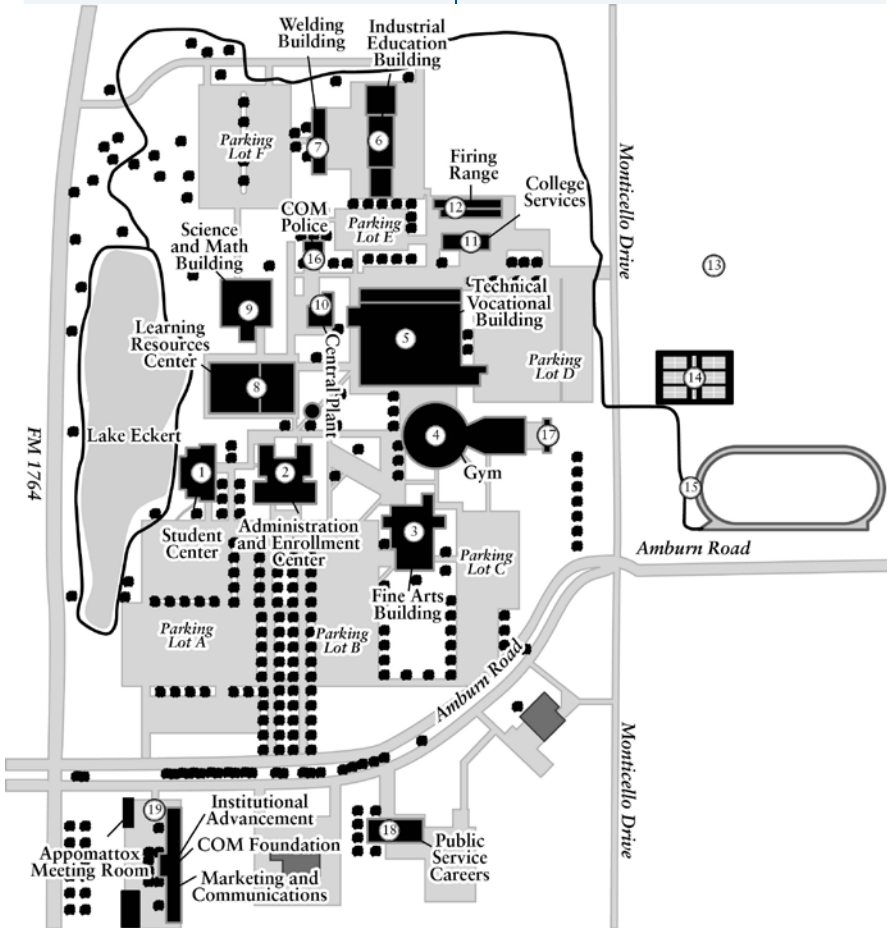 Welding
Building
Industrial
Education
Building
Parking
Lot F
7
6
Firing
Range
College
Services
12
11
COM
Police
Parking
Lot E
16
Science
and Math
Building
Monticello Drive
13
9
10
Technical
Vocational
Building
5
Learning
Resources
Center
Central Plant
Parking
Lot D
14
8
FM 1764
Lake Eckert
4
17
Gym
1
2
15
Student
Center
Administration
and Enrollment
Center
3
Parking
Lot C
Amburn Road
Fine Arts
Building
Parking
Lot A
Parking
Lot B
Amburn Road
Monticello Drive
19
Institutional
Advancement
COM Foundation
Marketing and
Communications
Appomattox
Meeting Room
18
Public
Service
Careers